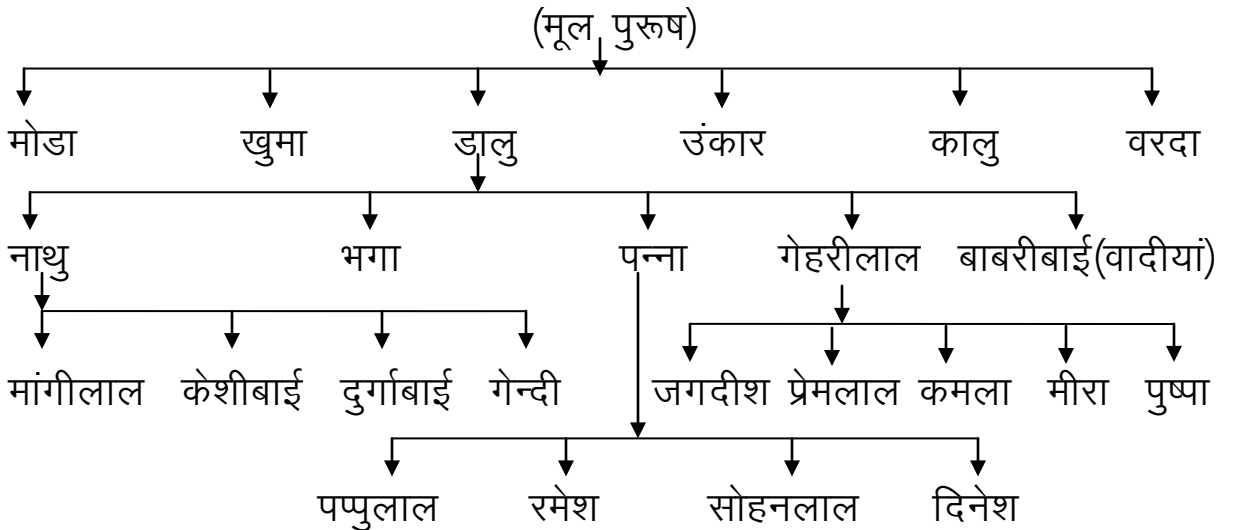 (मूल पुरूष)
मोडा खुमा डालु उंकार कालु वरदा
नाथु भगा पन्ना गेहरीलाल बाबरीबाई(वादीयां)
मांगीलाल केशीबाई दुर्गाबाई गेन्दी जगदीश प्रेमलाल कमला मीरा पुष्पा
पप्पुलाल रमेश सोहनलाल दिनेश